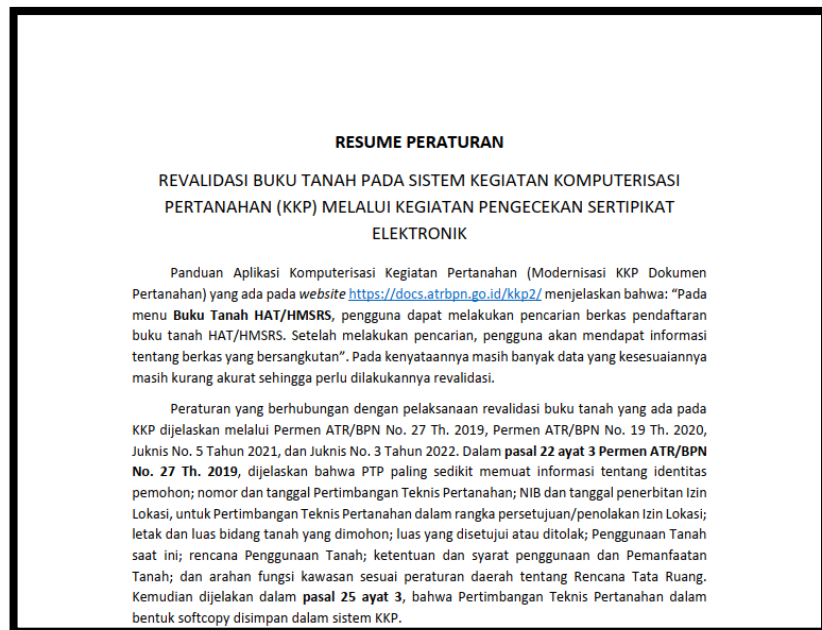 RESUME PERATURAN
REVALIDASI BUKU TANAH PADA SISTEM KEGIATAN KOMPUTERISASI
PERTANAHAN (KKP) MELALUI KEGIATAN PENGECEKAN SERTIPIKAT
ELEKTRONIK
Panduan Aplikasi Komputerisasi Kegiatan Pertanahan (Modernisasi KKP Dokumen
Pertanahan) yang ada pada website https://docs.atrbpn.go.id/kkp2/ menjelaskan bahwa: “Pada
menu Buku Tanah HAT/HMSRS, pengguna dapat melakukan pencarian berkas pendaftaran
buku tanah HAT/HMSRS. Setelah melakukan pencarian, pengguna akan mendapat informasi
tentang berkas yang bersangkutan”. Pada kenyataannya masih banyak data yang kesesuaiannya
masih kurang akurat sehingga perlu dilakukannya revalidasi.
Peraturan yang berhubungan dengan pelaksanaan revalidasi buku tanah yang ada pada
KKP dijelaskan melalui Permen ATR/BPN No. 27 Th. 2019, Permen ATR/BPN No. 19 Th. 2020,
Juknis No. 5 Tahun 2021, dan Juknis No. 3 Tahun 2022. Dalam pasal 22 ayat 3 Permen ATR/BPN
No. 27 Th. 2019, dijelaskan bahwa PTP paling sedikit memuat informasi tentang identitas
pemohon; nomor dan tanggal Pertimbangan Teknis Pertanahan; NIB dan tanggal penerbitan Izin
Lokasi, untuk Pertimbangan Teknis Pertanahan dalam rangka persetujuan/penolakan Izin Lokasi;
letak dan luas bidang tanah yang dimohon; luas yang disetujui atau ditolak; Penggunaan Tanah
saat ini; rencana Penggunaan Tanah; ketentuan dan syarat penggunaan dan Pemanfaatan
Tanah; dan arahan fungsi kawasan sesuai peraturan daerah tentang Rencana Tata Ruang.
Kemudian dijelakan dalam pasal 25 ayat 3, bahwa Pertimbangan Teknis Pertanahan dalam
bentuk softcopy disimpan dalam sistem KKP.